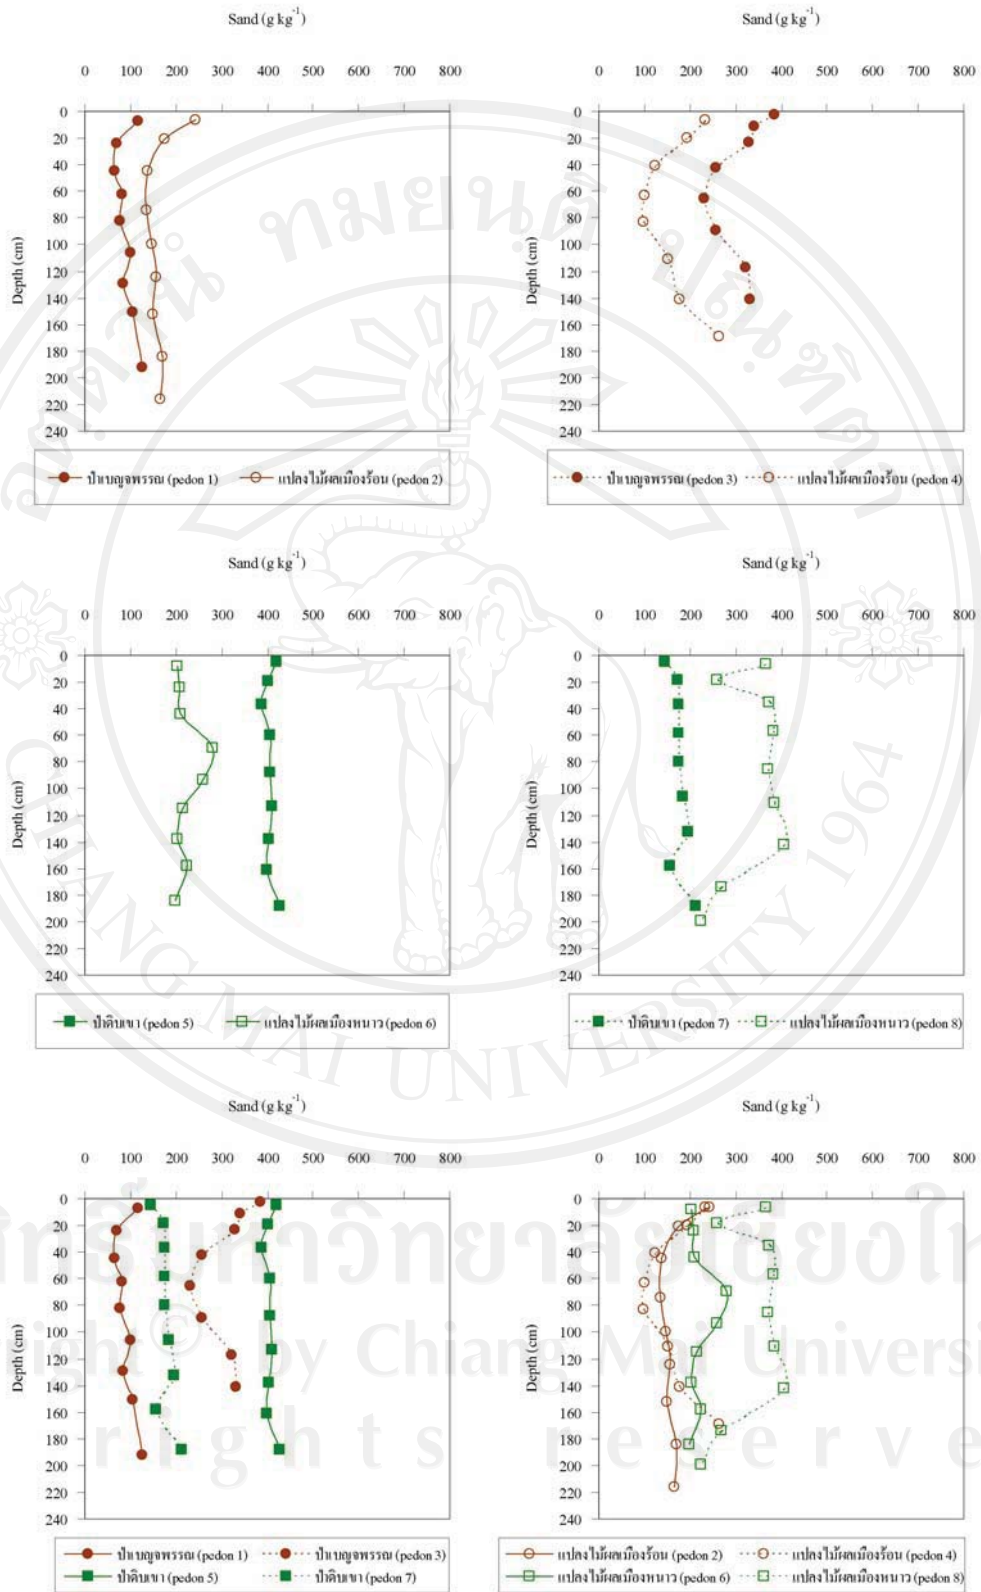 Sand (g kg⁻¹)
0 100 200 300 400 500 600 700 800
Depth (cm)
0
20
40
60
80
100
120
140
160
180
200
220
240
ป่าเบญจพรรณ (pedon 1) แปลงไม้ผลเมืองร้อน (pedon 2)
Sand (g kg⁻¹)
0 100 200 300 400 500 600 700 800
Depth (cm)
0
20
40
60
80
100
120
140
160
180
200
220
240
ป่าเบญจพรรณ (pedon 3) แปลงไม้ผลเมืองร้อน (pedon 4)
Sand (g kg⁻¹)
0 100 200 300 400 500 600 700 800
Depth (cm)
0
20
40
60
80
100
120
140
160
180
200
220
240
ป่าดิบเขา (pedon 5) แปลงไม้ผลเมืองหนาว (pedon 6)
Sand (g kg⁻¹)
0 100 200 300 400 500 600 700 800
Depth (cm)
0
20
40
60
80
100
120
140
160
180
200
220
240
ป่าดิบเขา (pedon 7) แปลงไม้ผลเมืองหนาว (pedon 8)
Sand (g kg⁻¹)
0 100 200 300 400 500 600 700 800
Depth (cm)
0
20
40
60
80
100
120
140
160
180
200
220
240
ป่าเบญจพรรณ (pedon 1) ป่าเบญจพรรณ (pedon 3)
ป่าดิบเขา (pedon 5) ป่าดิบเขา (pedon 7)
Sand (g kg⁻¹)
0 100 200 300 400 500 600 700 800
Depth (cm)
0
20
40
60
80
100
120
140
160
180
200
220
240
แปลงไม้ผลเมืองร้อน (pedon 2) แปลงไม้ผลเมืองร้อน (pedon 4)
แปลงไม้ผลเมืองหนาว (pedon 6) แปลงไม้ผลเมืองหนาว (pedon 8)
CHIANG MAI UNIVERSITY 1964
© by Chiang Mai Univers
rights reserve